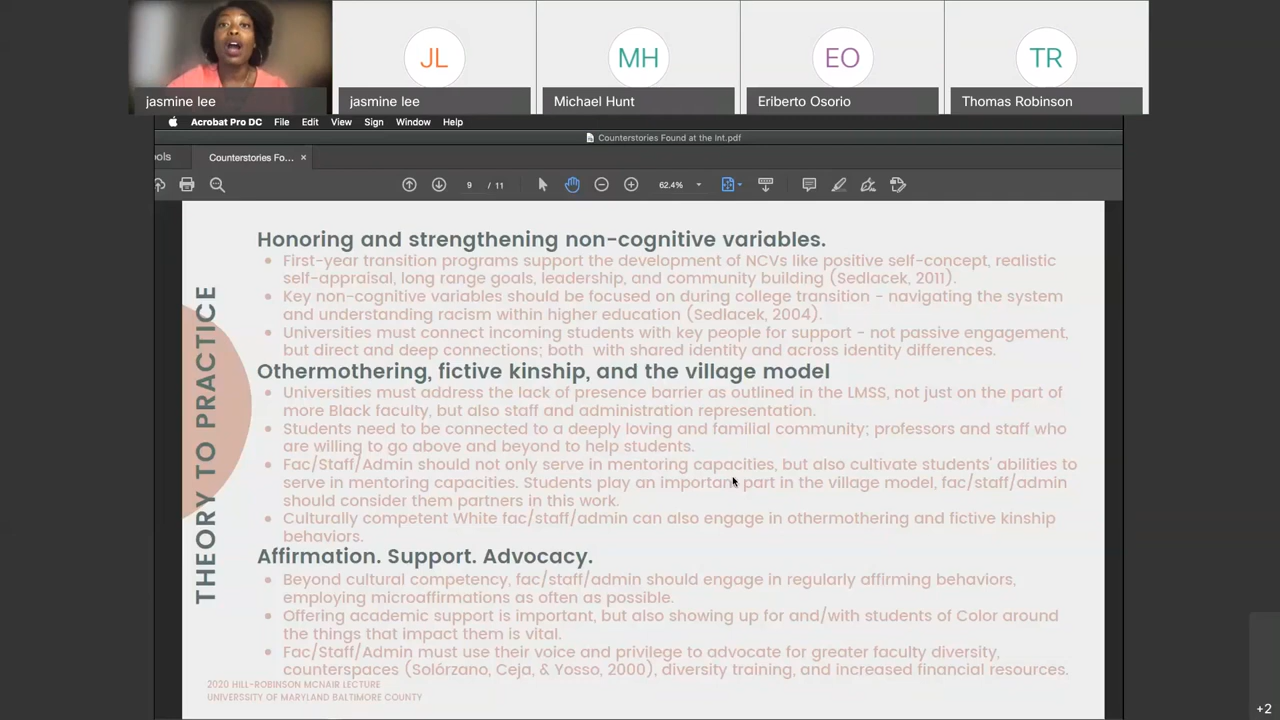 JL
MH
EO
TR
jasmine lee
jasmine lee
Michael Hunt
Eriberto Osorio
Thomas Robinson
Acrobat Pro DC File Edit View Sign Window Help
Counterstories Found at the Int.pdf
ools
Counterstories Fo... ×
9 / 11
62.4%
THEORY TO PRACTICE
Honoring and strengthening non-cognitive variables.
• First-year transition programs support the development of NCVs like positive self-concept, realistic
self-appraisal, long range goals, leadership, and community building (Sedlacek, 2011).
• Key non-cognitive variables should be focused on during college transition - navigating the system
and understanding racism within higher education (Sedlacek, 2004).
• Universities must connect incoming students with key people for support - not passive engagement,
but direct and deep connections; both with shared identity and across identity differences.
Othermothering, fictive kinship, and the village model
• Universities must address the lack of presence barrier as outlined in the LMSS, not just on the part of
more Black faculty, but also staff and administration representation.
• Students need to be connected to a deeply loving and familial community; professors and staff who
are willing to go above and beyond to help students.
• Fac/Staff/Admin should not only serve in mentoring capacities, but also cultivate students' abilities to
serve in mentoring capacities. Students play an important part in the village model, fac/staff/admin
should consider them partners in this work.
• Culturally competent White fac/staff/admin can also engage in othermothering and fictive kinship
behaviors.
Affirmation. Support. Advocacy.
• Beyond cultural competency, fac/staff/admin should engage in regularly affirming behaviors,
employing microaffirmations as often as possible.
• Offering academic support is important, but also showing up for and/with students of Color around
the things that impact them is vital.
• Fac/Staff/Admin must use their voice and privilege to advocate for greater faculty diversity,
counterspaces (Solórzano, Ceja, & Yosso, 2000), diversity training, and increased financial resources.
2020 HILL-ROBINSON MCNAIR LECTURE
UNIVERSSITY OF MARYLAND BALTIMORE COUNTY
+2